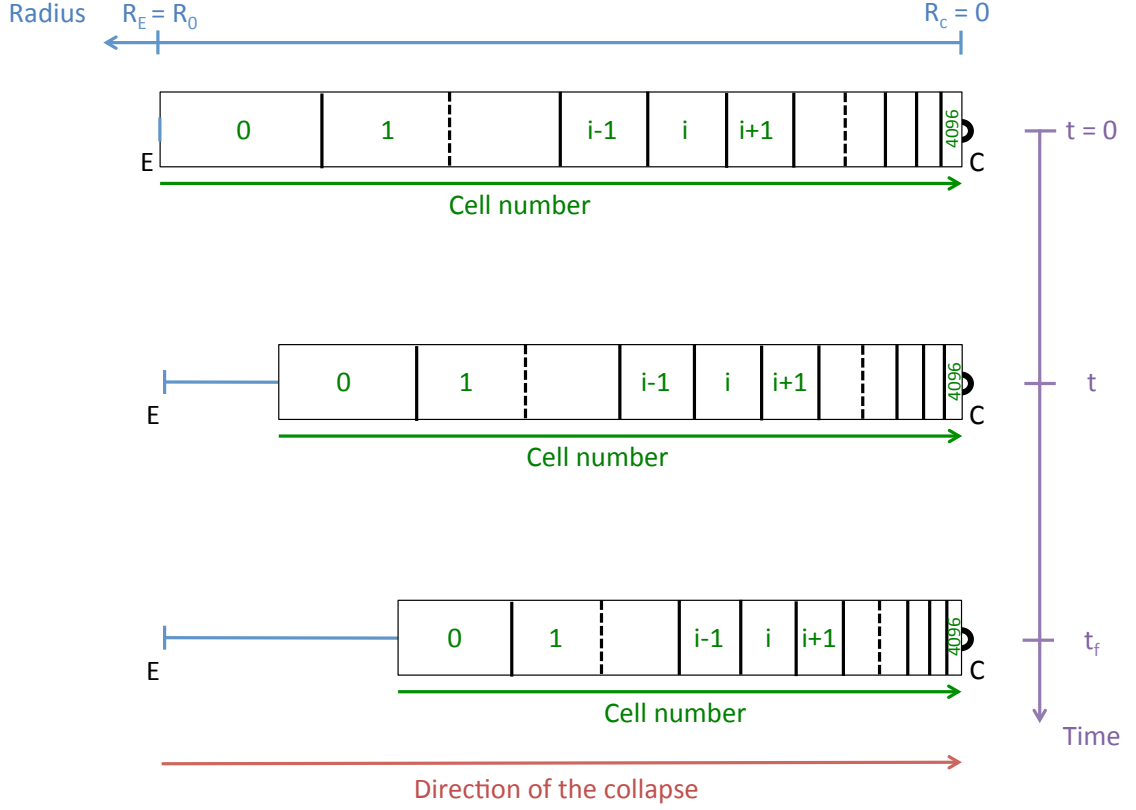 Radius R_E = R_0 R_c = 0
0 1 i-1 i i+1 4096 t = 0
E C
Cell number
0 1 i-1 i i+1 4096 t
E C
Cell number
0 1 i-1 i i+1 4096 t_f
E C
Cell number
Time
Direction of the collapse